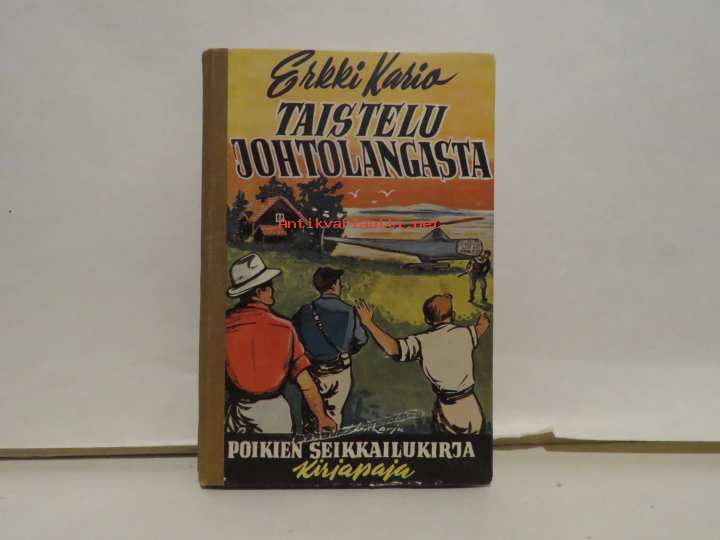 Erkki Kario
TAISTELU
JOHTOLANGASTA
antikvariaatti.net
POIKIEN SEIKKAILUKIRJA
Kirjapaja